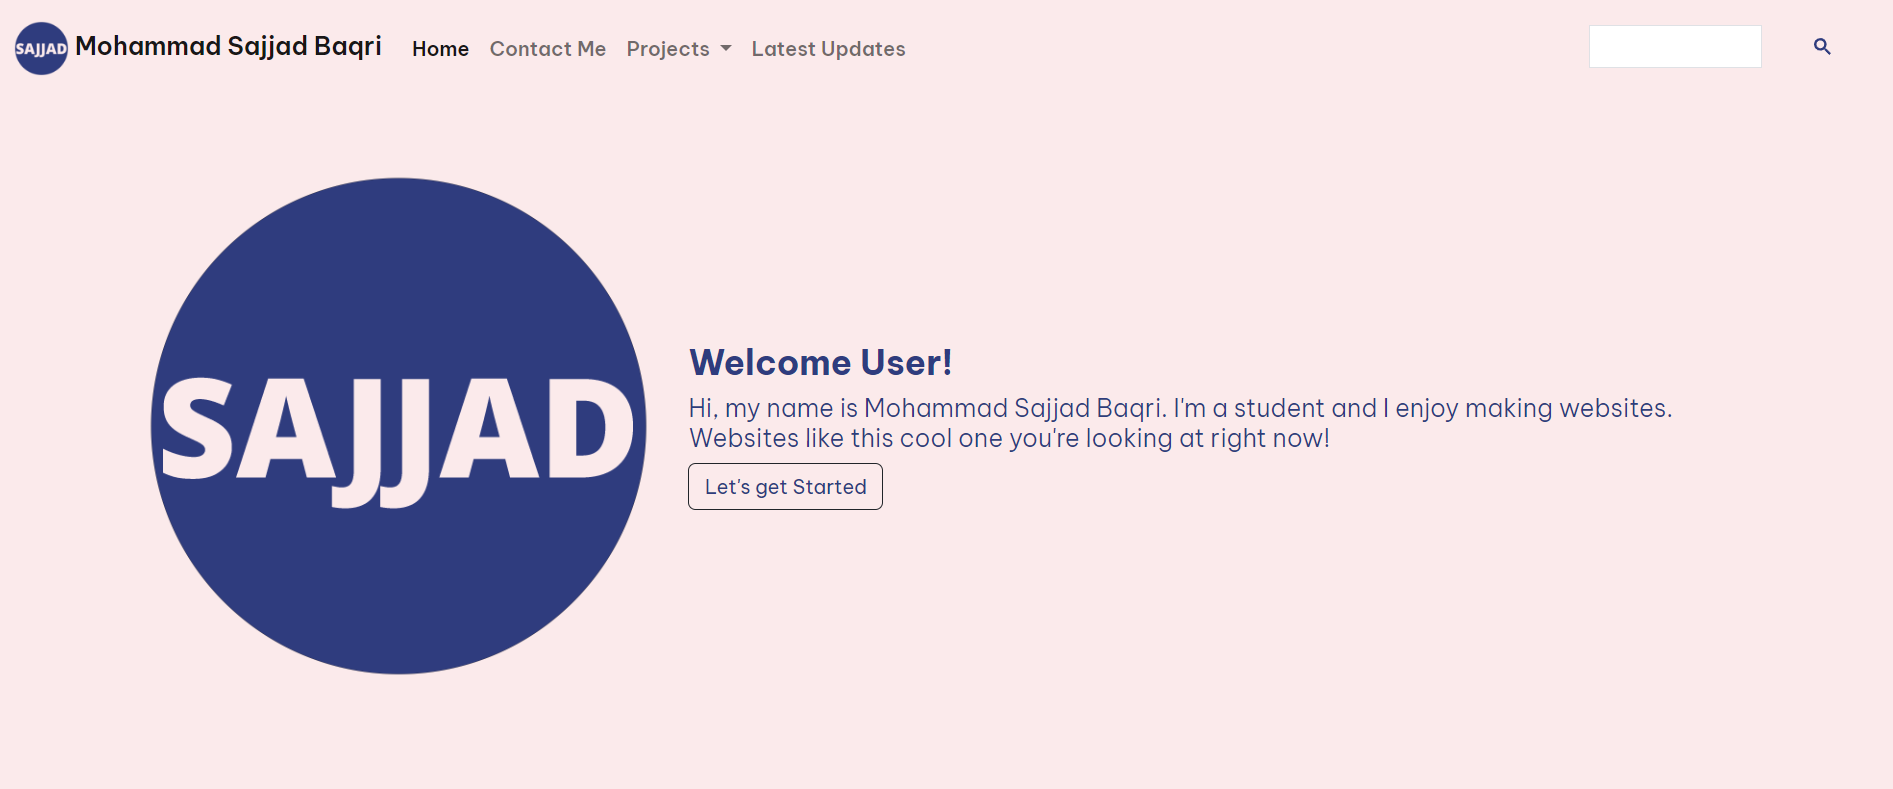 SAJJAD Mohammad Sajjad Baqri Home Contact Me Projects Latest Updates
SAJJAD
Welcome User!
Hi, my name is Mohammad Sajjad Baqri. I'm a student and I enjoy making websites.
Websites like this cool one you're looking at right now!
Let's get Started